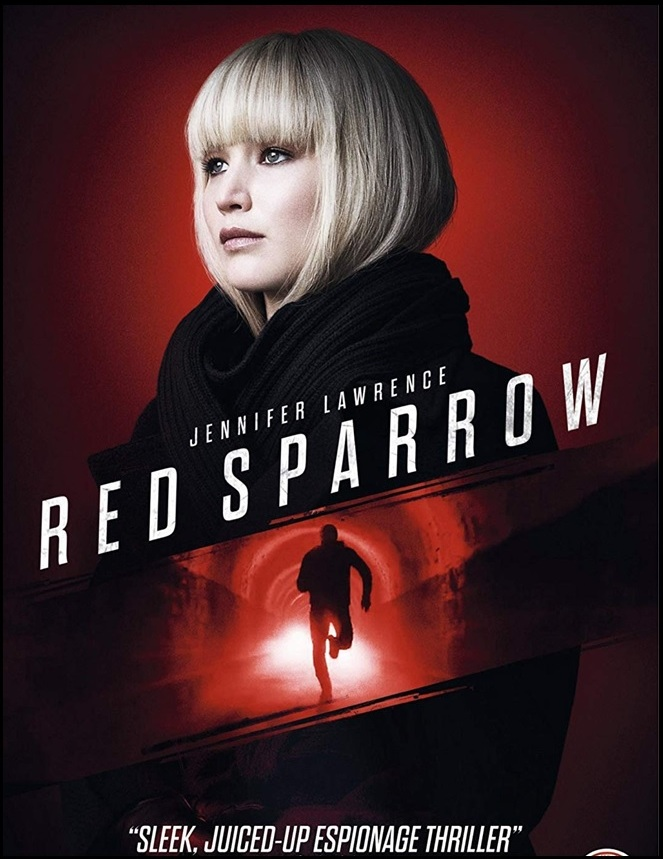 JENNIFER LAWRENCE
RED SPARROW
“SLEEK, JUICED-UP ESPIONAGE THRILLER”